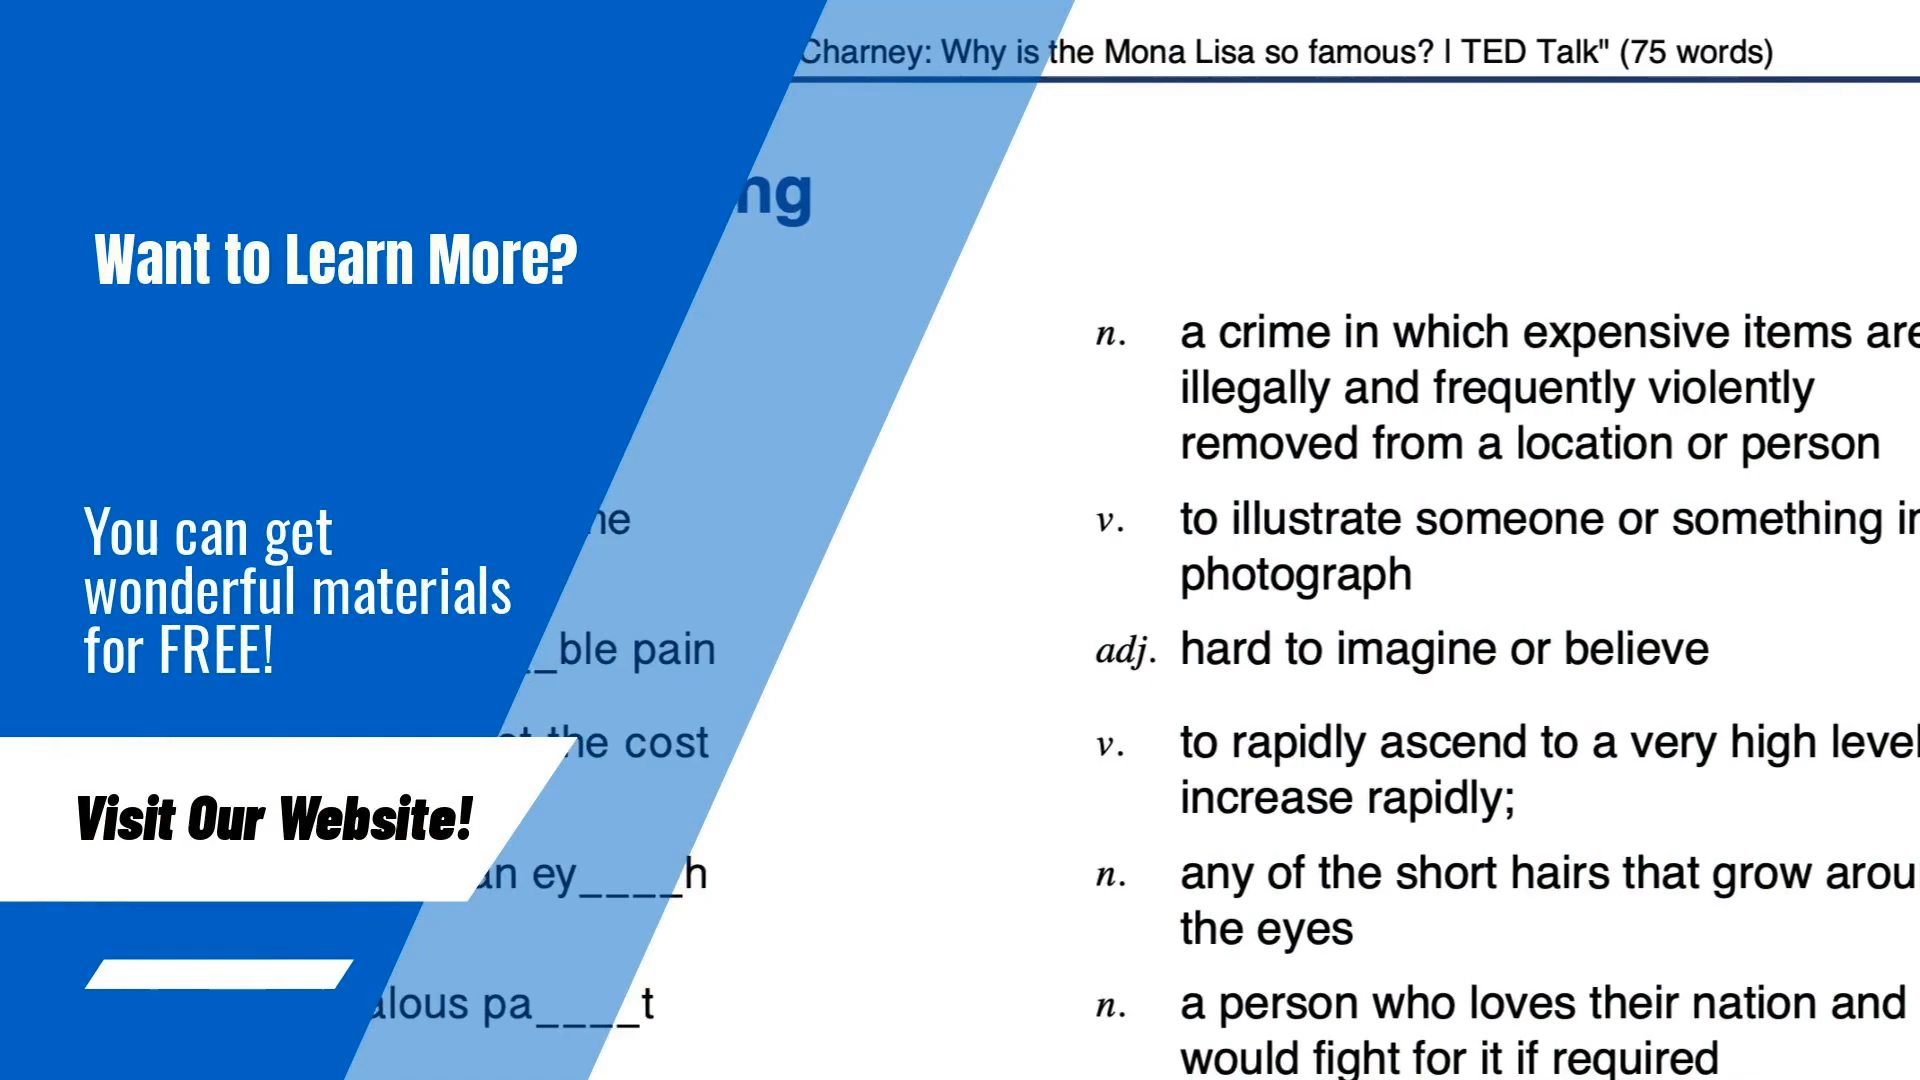 Charney: Why is the Mona Lisa so famous? | TED Talk" (75 words)
ng
Want to Learn More?
You can get
wonderful materials
for FREE!
Visit Our Website!
n. a crime in which expensive items are
illegally and frequently violently
removed from a location or person
v. to illustrate someone or something in
photograph
_ble pain
adj. hard to imagine or believe
the cost
v. to rapidly ascend to a very high level
increase rapidly;
an ey____h
n. any of the short hairs that grow arou
the eyes
alous pa____t
n. a person who loves their nation and
would fight for it if required